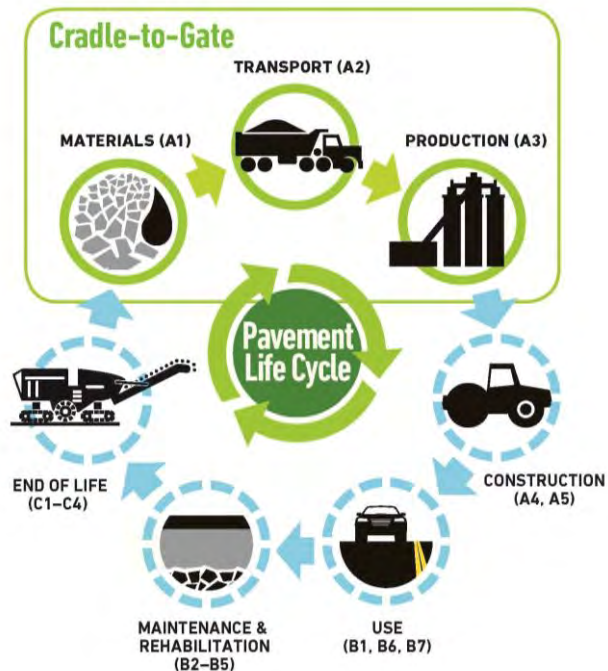 Cradle-to-Gate
TRANSPORT (A2)
MATERIALS (A1)
PRODUCTION (A3)
Pavement
Life Cycle
CONSTRUCTION
(A4, A5)
END OF LIFE
(C1–C4)
USE
(B1, B6, B7)
MAINTENANCE &
REHABILITATION
(B2–B5)